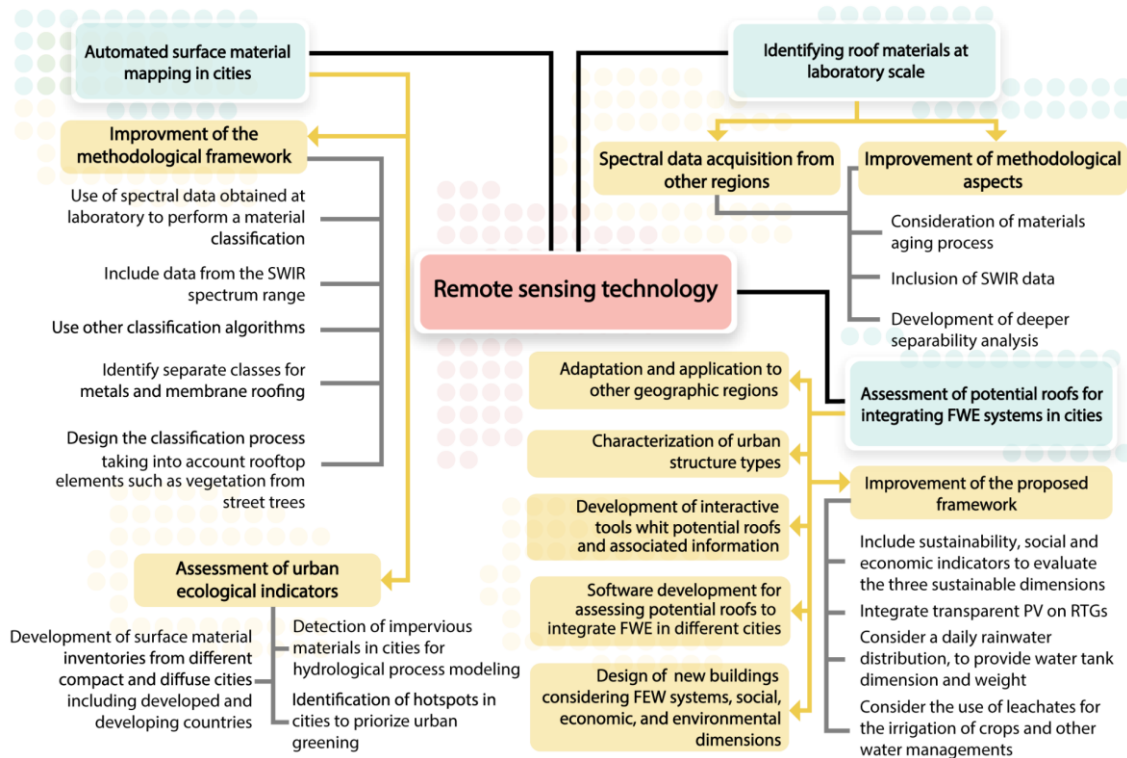 Automated surface material
mapping in cities
Identifying roof materials at
laboratory scale
Improvment of the
methodological framework
Use of spectral data obtained at
laboratory to perform a material
classification
Include data from the SWIR
spectrum range
Use other classification algorithms
Identify separate classes for
metals and membrane roofing
Design the classification process
taking into account rooftop
elements such as vegetation from
street trees
Assessment of urban
ecological indicators
Development of surface material
inventories from different
compact and diffuse cities
including developed and
developing countries
Detection of impervious
materials in cities for
hydrological process modeling
Identification of hotspots in
cities to priorize urban
greening
Remote sensing technology
Spectral data acquisition from
other regions
Improvement of methodological
aspects
Consideration of materials
aging process
Inclusion of SWIR data
Development of deeper
separability analysis
Assessment of potential roofs for
integrating FWE systems in cities
Adaptation and application to
other geographic regions
Characterization of urban
structure types
Development of interactive
tools whit potential roofs
and associated information
Software development for
assessing potential roofs to
integrate FWE in different cities
Design of new buildings
considering FEW systems, social,
economic, and environmental
dimensions
Improvement of the proposed
framework
Include sustainability, social and
economic indicators to evaluate
the three sustainable dimensions
Integrate transparent PV on RTGs
Consider a daily rainwater
distribution, to provide water tank
dimension and weight
Consider the use of leachates for
the irrigation of crops and other
water managements